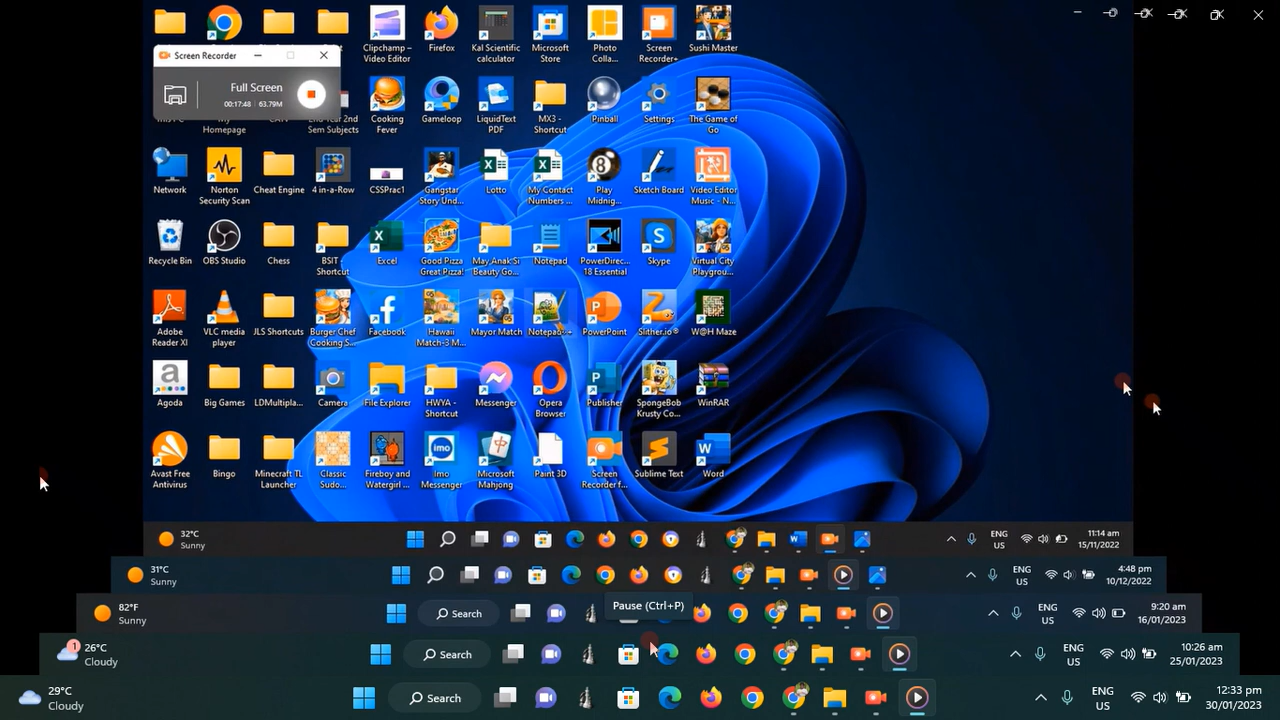 Clipchamp –
Video Editor
Firefox
Kal Scientific
calculator
Microsoft
Store
Photo
Colla...
Screen
Recorder+
Sushi Master
Screen Recorder
Full Screen
00:17:48 | 63.79M
My
Homepage
End Year 2nd
Sem Subjects
Cooking
Fever
Gameloop
LiquidText
PDF
MX3 -
Shortcut
Pinball
Settings
The Game of
Go
Network
Norton
Security Scan
Cheat Engine
4 in-a-Row
CSSPrac1
Gangstar
Story Und...
Lotto
My Contact
Numbers ...
Play
Midnig...
Sketch Board
Video Editor
Music - N...
Recycle Bin
OBS Studio
Chess
BSIT -
Shortcut
Excel
Good Pizza
Great Pizza!
May Anak Si
Beauty Go...
Notepad
PowerDirec...
18 Essential
Skype
Virtual City
Playgrou...
Adobe
Reader XI
VLC media
player
JLS Shortcuts
Burger Chef
Cooking S...
Facebook
Hawaii
Match-3 M...
Mayor Match
Notepad++
PowerPoint
Slither.io ®
W@H Maze
Agoda
Big Games
LDMultipla...
Camera
File Explorer
HWYA -
Shortcut
Messenger
Opera
Browser
Publisher
SpongeBob
Krusty Co...
WinRAR
Avast Free
Antivirus
Bingo
Minecraft TL
Launcher
Classic
Sudo...
Fireboy and
Watergirl ...
Imo
Messenger
Microsoft
Mahjong
Paint 3D
Screen
Recorder f...
Sublime Text
Word
32°C
Sunny
ENG
US
11:14 am
15/11/2022
31°C
Sunny
ENG
US
4:48 pm
10/12/2022
82°F
Sunny
Search
Pause (Ctrl+P)
ENG
US
9:20 am
16/01/2023
1
26°C
Cloudy
Search
ENG
US
10:26 am
25/01/2023
29°C
Cloudy
Search
ENG
US
12:33 pm
30/01/2023